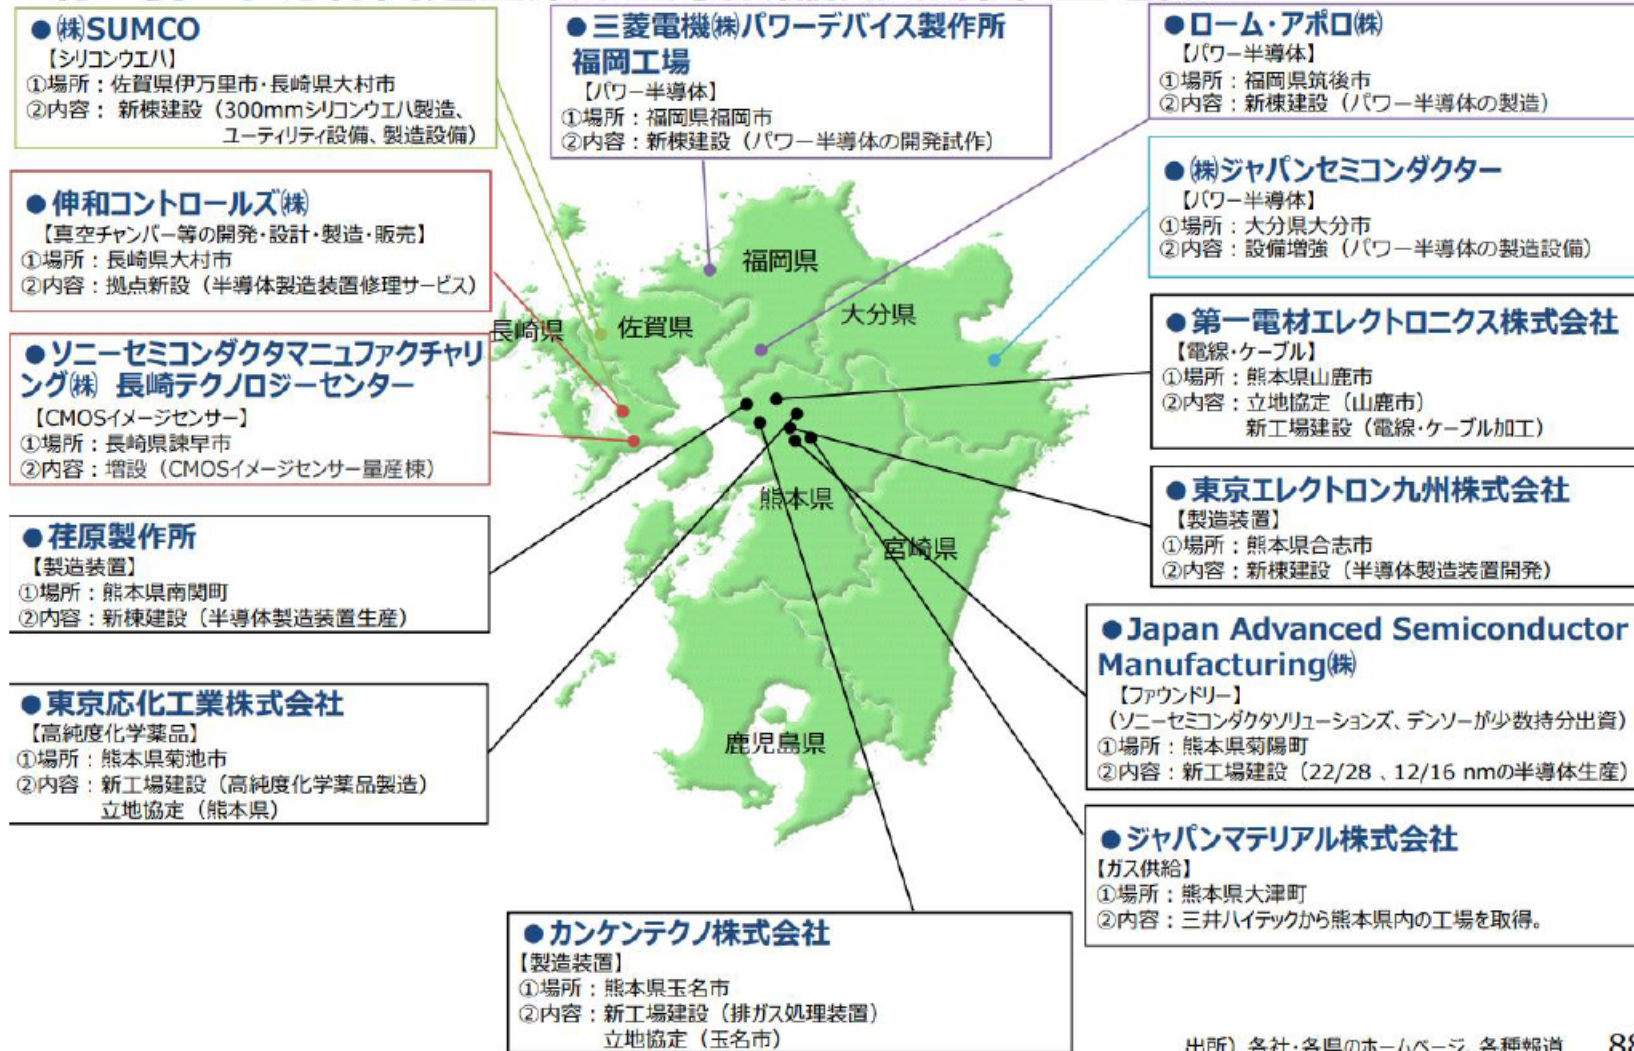 ●㈱SUMCO
【シリコンウエハ】
①場所：佐賀県伊万里市・長崎県大村市
②内容： 新棟建設（300mmシリコンウエハ製造、
ユーティリティ設備、製造設備）
●三菱電機㈱パワーデバイス製作所
福岡工場
【パワー半導体】
①場所：福岡県福岡市
②内容：新棟建設（パワー半導体の開発試作）
●ローム・アポロ㈱
【パワー半導体】
①場所：福岡県筑後市
②内容：新棟建設（パワー半導体の製造）
●伸和コントロールズ㈱
【真空チャンバー等の開発・設計・製造・販売】
①場所：長崎県大村市
②内容：拠点新設（半導体製造装置修理サービス）
●㈱ジャパンセミコンダクター
【パワー半導体】
①場所：大分県大分市
②内容：設備増強（パワー半導体の製造設備）
●ソニーセミコンダクタマニュファクチャリ
ング㈱ 長崎テクノロジーセンター
【CMOSイメージセンサー】
①場所：長崎県諫早市
②内容：増設（CMOSイメージセンサー量産棟）
●第一電材エレクトロニクス株式会社
【電線・ケーブル】
①場所：熊本県山鹿市
②内容：立地協定（山鹿市）
新工場建設（電線・ケーブル加工）
福岡県
大分県
佐賀県
長崎県
熊本県
宮崎県
鹿児島県
●荏原製作所
【製造装置】
①場所：熊本県南関町
②内容：新棟建設（半導体製造装置生産）
●東京エレクトロン九州株式会社
【製造装置】
①場所：熊本県合志市
②内容：新棟建設（半導体製造装置開発）
●東京応化工業株式会社
【高純度化学薬品】
①場所：熊本県菊池市
②内容：新工場建設（高純度化学薬品製造）
立地協定（熊本県）
●Japan Advanced Semiconductor
Manufacturing㈱
【ファウンドリー】
（ソニーセミコンダクタソリューションズ、デンソーが少数持分出資）
①場所：熊本県菊陽町
②内容：新工場建設（22/28 、12/16 nmの半導体生産）
●ジャパンマテリアル株式会社
【ガス供給】
①場所：熊本県大津町
②内容：三井ハイテックから熊本県内の工場を取得。
●カンケンテクノ株式会社
【製造装置】
①場所：熊本県玉名市
②内容：新工場建設（排ガス処理装置）
立地協定（玉名市）
出所）各社・各県のホームページ、各種報道
88